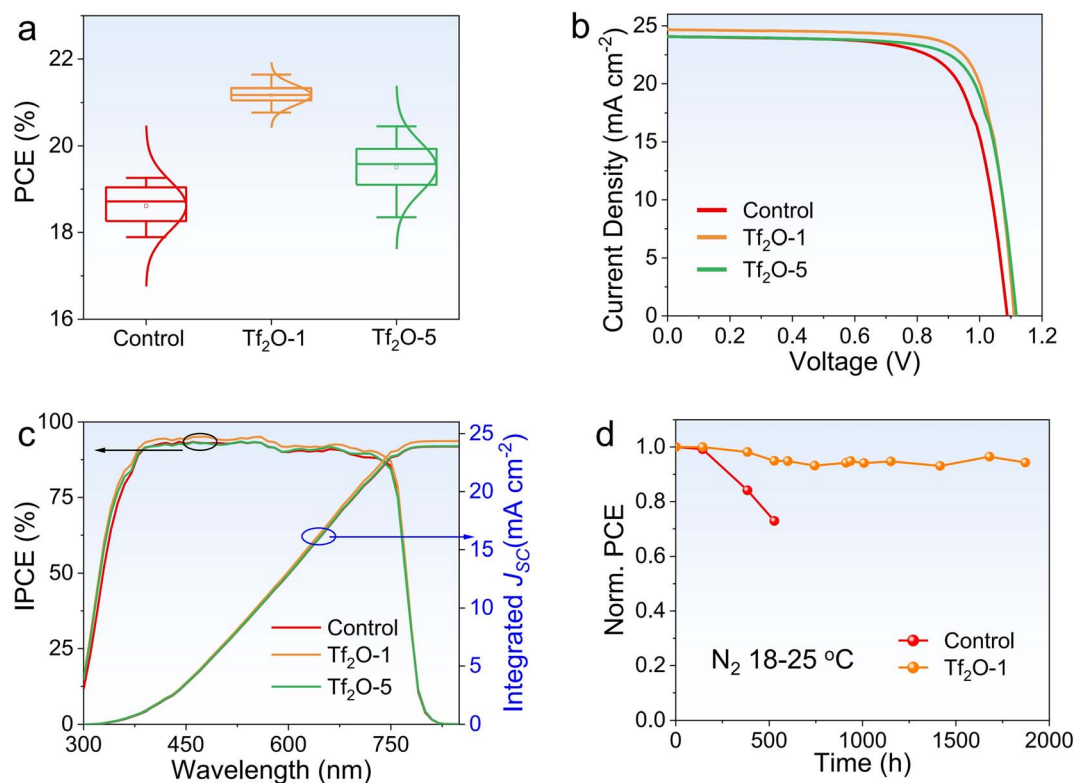 a
PCE (%)
22
20
18
16
Control
Tf₂O-1
Tf₂O-5
b
Current Density (mA cm⁻²)
25
20
15
10
5
0
0.0 0.2 0.4 0.6 0.8 1.0 1.2
Voltage (V)
Control
Tf₂O-1
Tf₂O-5
c
IPCE (%)
100
75
50
25
0
300 450 600 750
Wavelength (nm)
Integrated J_SC(mA cm⁻²)
25
20
15
10
5
0
Control
Tf₂O-1
Tf₂O-5
d
Norm. PCE
1.0
0.8
0.6
0.4
0.2
0.0
0 500 1000 1500 2000
Time (h)
N₂ 18-25 °C
Control
Tf₂O-1